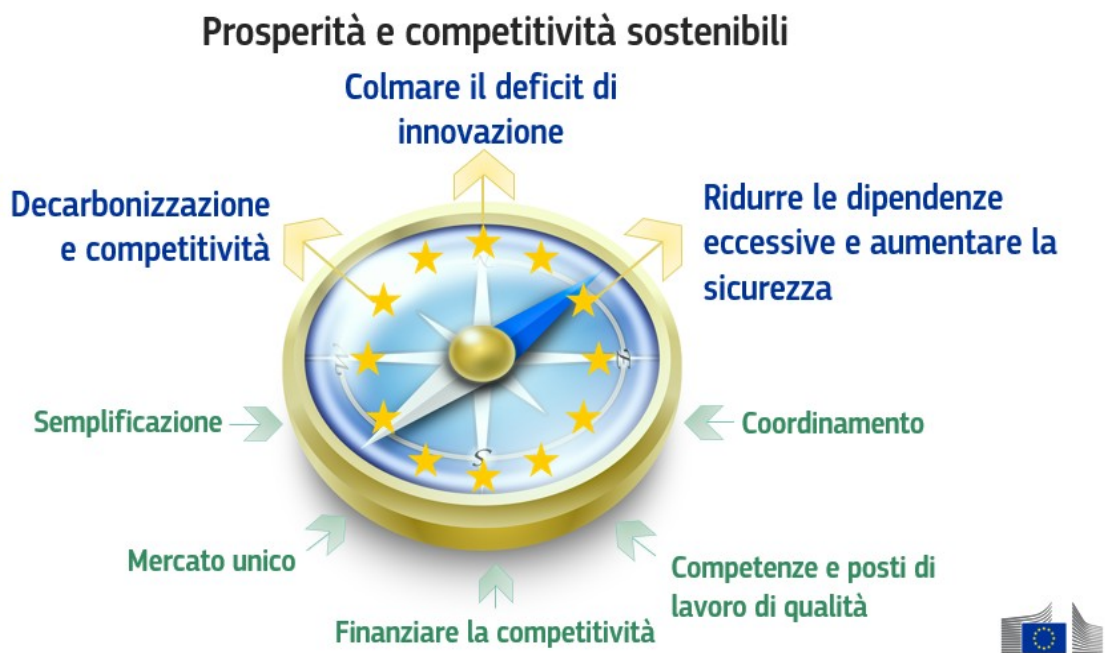 Prosperità e competitività sostenibili
Colmare il deficit di
innovazione
Decarbonizzazione
e competitività
Ridurre le dipendenze
eccessive e aumentare la
sicurezza
Semplificazione
Coordinamento
Mercato unico
Competenze e posti di
lavoro di qualità
Finanziare la competitività
E
S